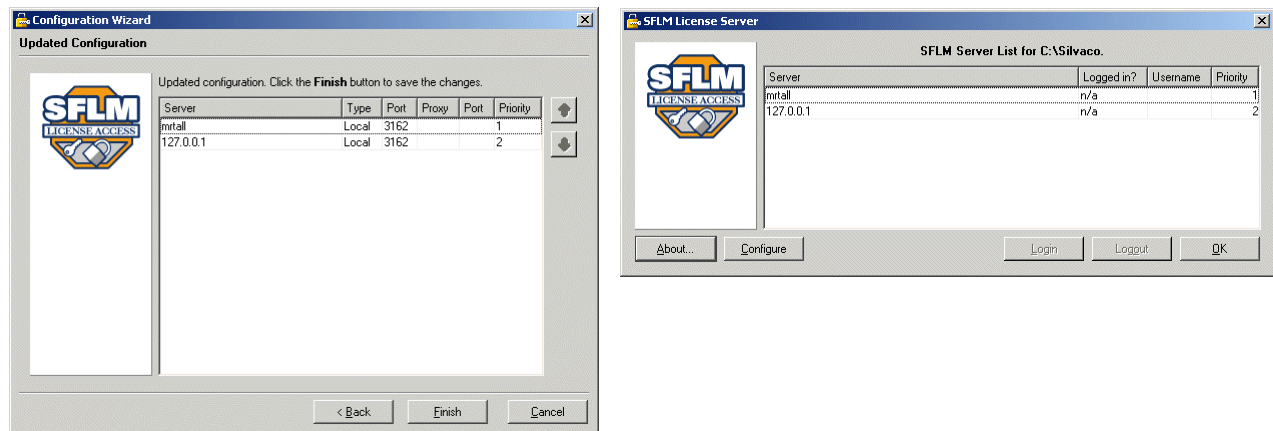 Configuration Wizard
Updated Configuration
Updated configuration. Click the Finish button to save the changes.
SFLM
LICENSE ACCESS
Server Type Port Proxy Port Priority
mrtall Local 3162 1
127.0.0.1 Local 3162 2
< Back Finish Cancel
SFLM License Server
SFLM Server List for C:\Silvaco.
SFLM
LICENSE ACCESS
Server Logged in? Username Priority
mrtall n/a 1
127.0.0.1 n/a 2
About... Configure Login Logout OK